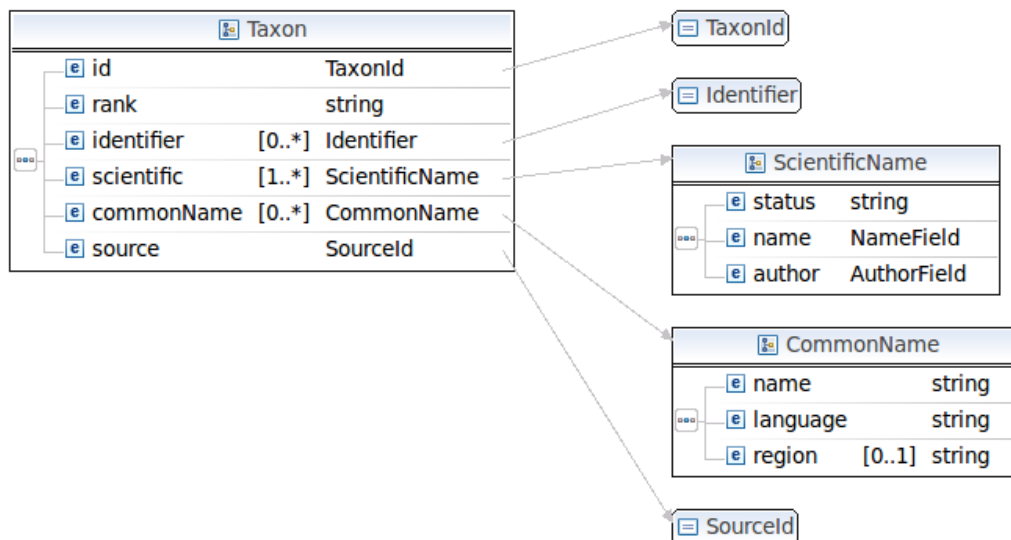 Taxon
e id TaxonId
e rank string
e identifier [0..*] Identifier
e scientific [1..*] ScientificName
e commonName [0..*] CommonName
e source SourceId
TaxonId
Identifier
ScientificName
e status string
e name NameField
e author AuthorField
CommonName
e name string
e language string
e region [0..1] string
SourceId